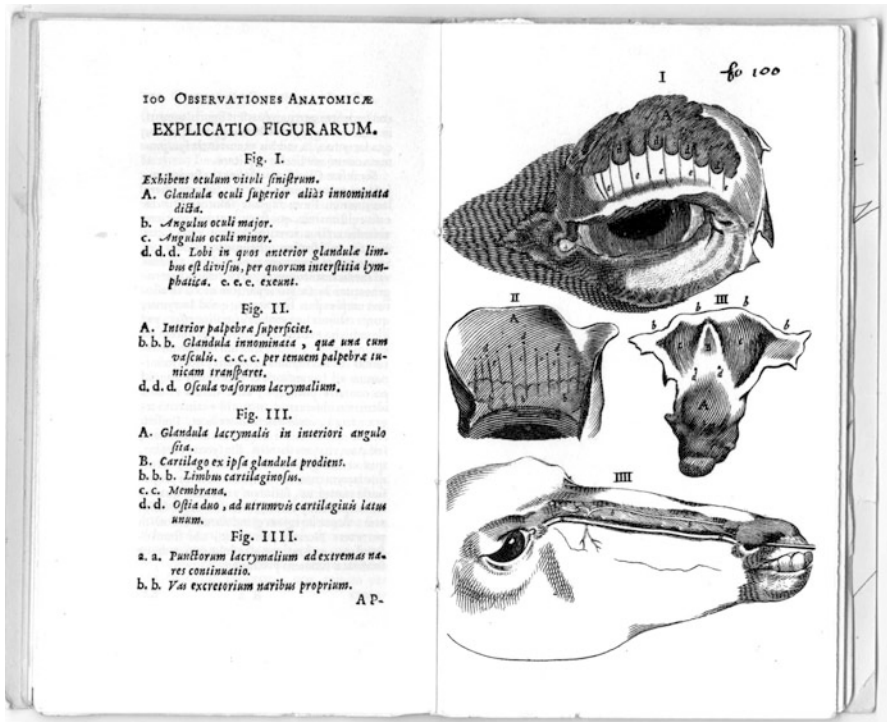 100 OBSERVATIONES ANATOMICÆ
EXPLICATIO FIGURARUM.
Fig. I.
Exhibens oculum vituli ſiniſtrum.
A. Glandula oculi ſuperior aliàs innominata
dicta.
b. Angulus oculi major.
c. Angulus oculi minor.
d. d. d. Lobi in quos anterior glandulæ lim-
bus eſt diviſus, per quorum interſtitia lym-
phatica. e. e. e. exeunt.
Fig. II.
A. Interior palpebræ ſuperficies.
b. b. b. Glandula innominata, quæ una cum
vaſculis. c. c. c. per tenuem palpebræ tu-
nicam tranſparet.
d. d. d. Oſcula vaſorum lacrymalium.
Fig. III.
A. Glandula lacrymalis in interiori angulo
ſita.
B. Cartilago ex ipſa glandula prodiens.
b. b. b. Limbus cartilaginoſus.
c. c. Membrana.
d. d. Oſtia duo, ad utrumvis cartilaginis latus
unum.
Fig. IIII.
a. a. Punctorum lacrymalium ad extremas na-
res continuatio.
b. b. Vas excretorium naribus proprium.
AP-
fo 100
I
A
d d d d d
e e e e e
II
A
III
b b b b
c c
d d
A
IIII